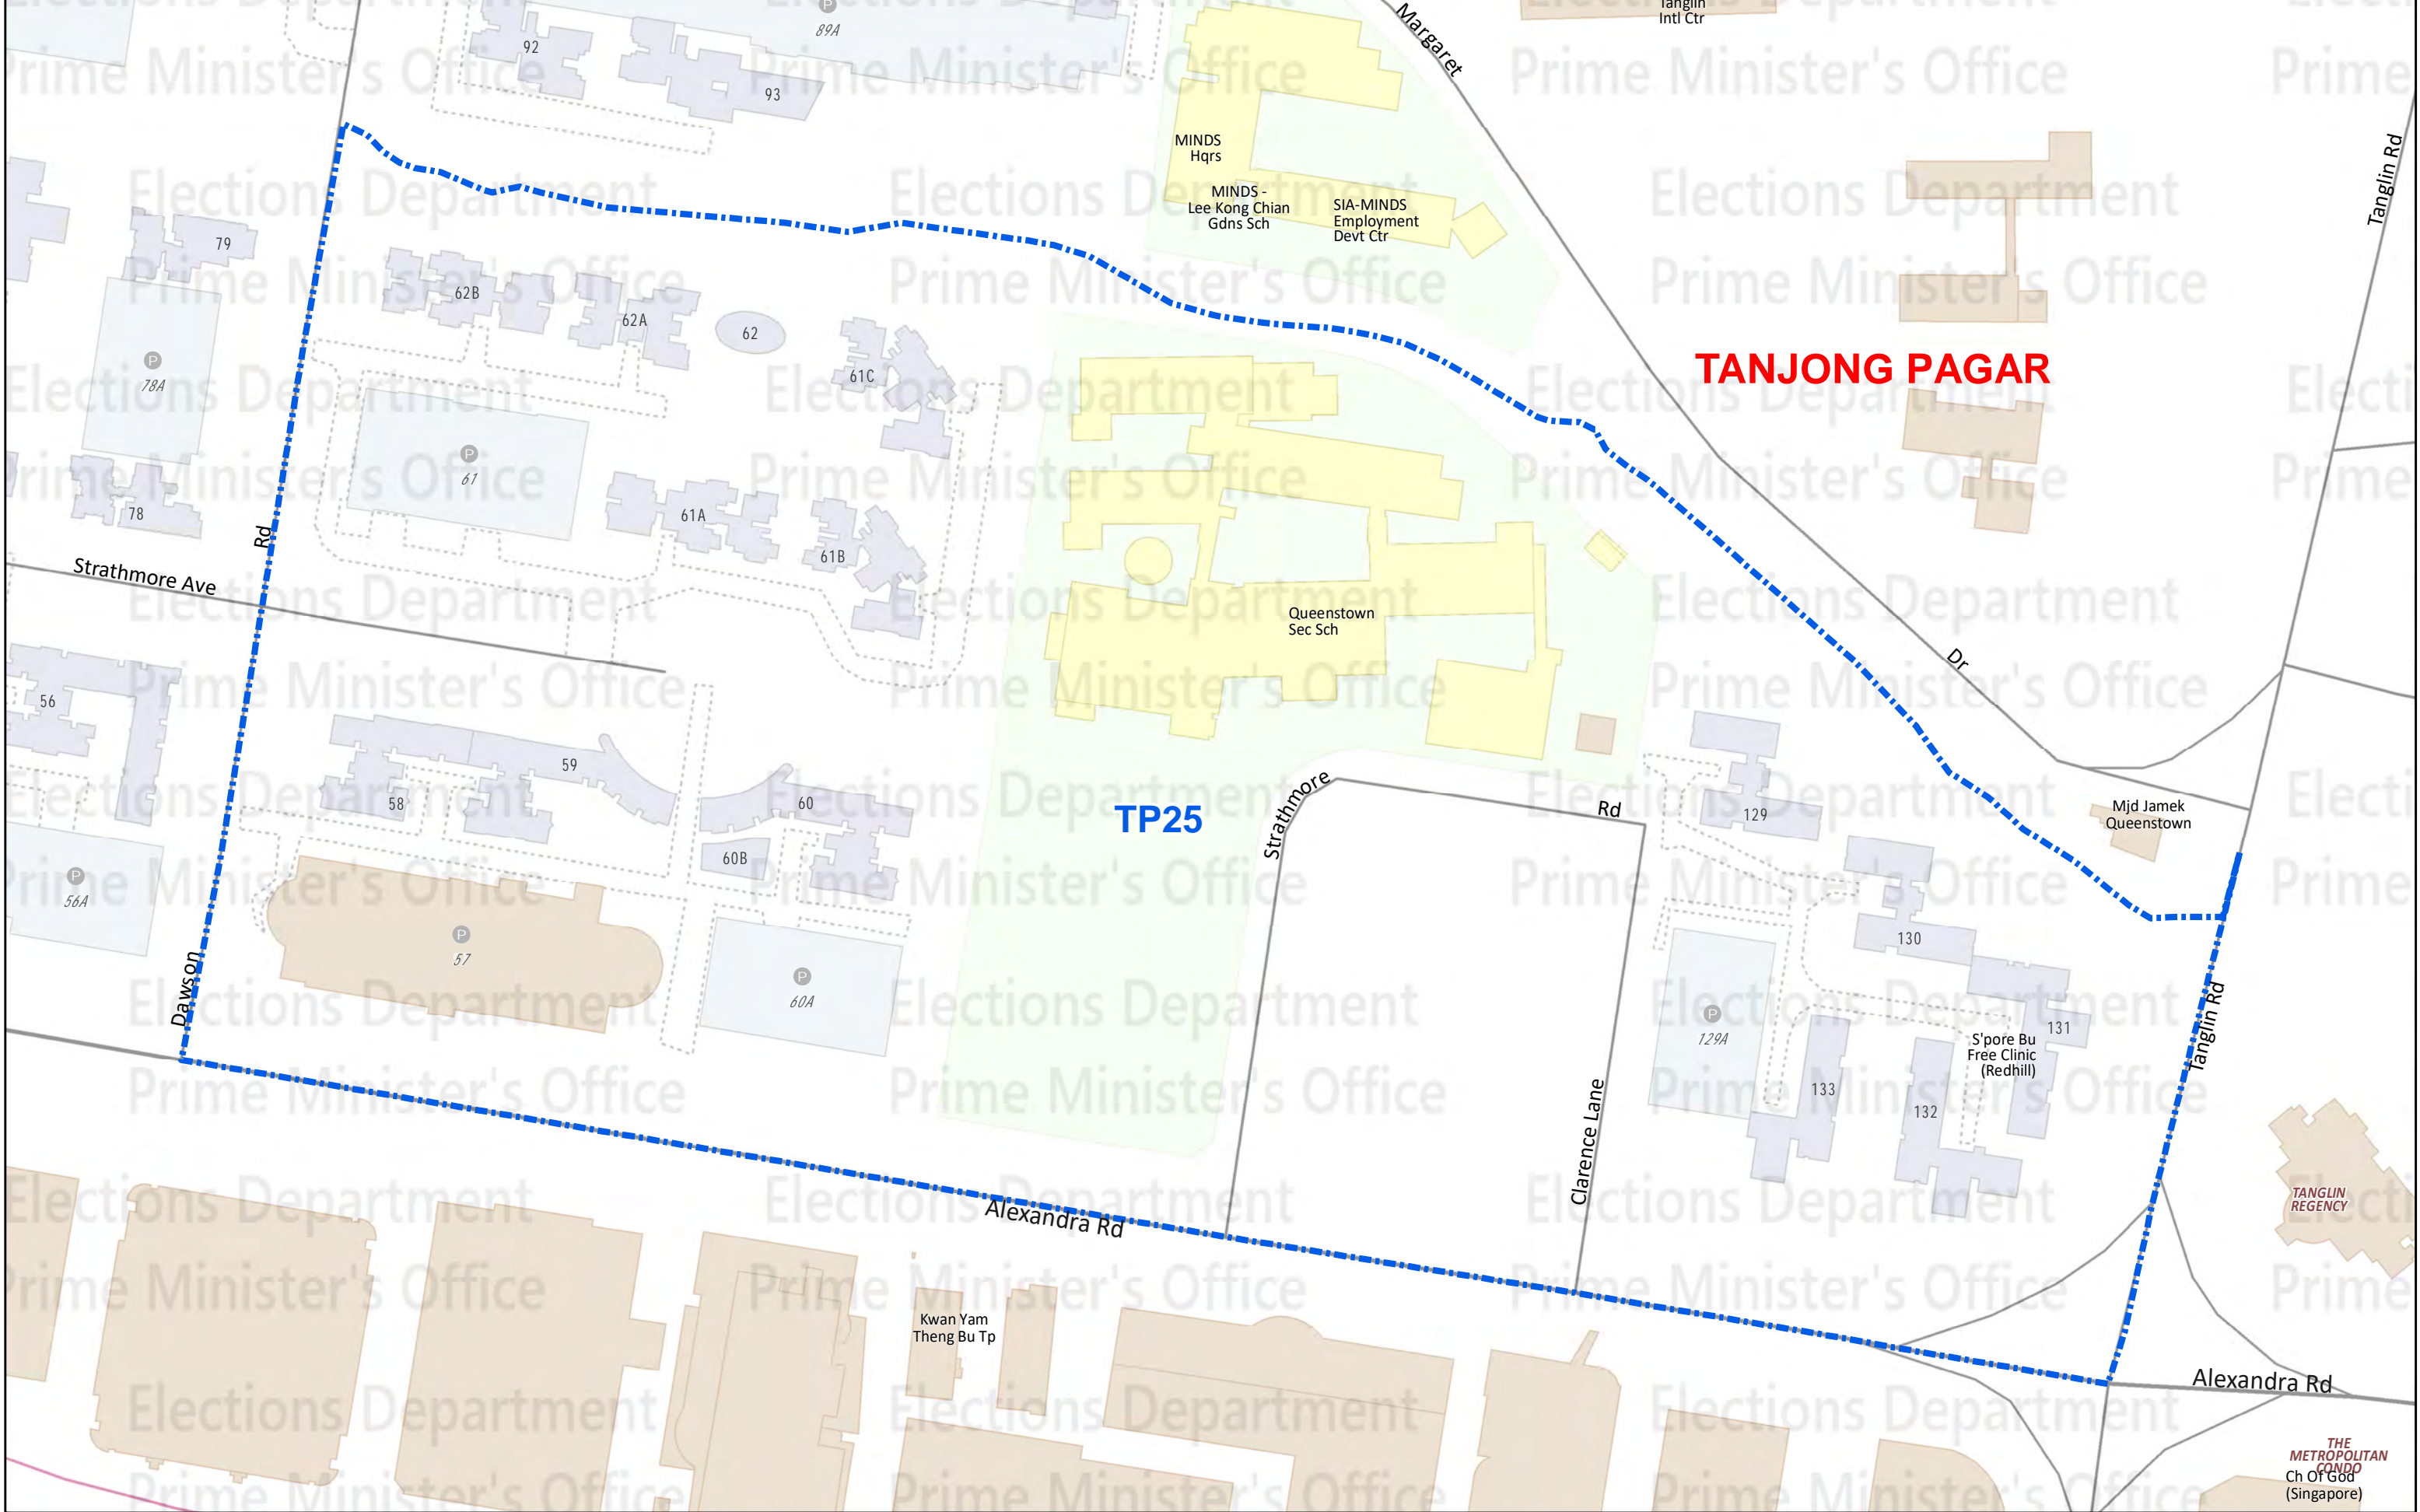 Tanglin
Intl Ctr
89A
92
93
Margaret
MINDS
Hqrs
MINDS -
Lee Kong Chian
Gdns Sch
SIA-MINDS
Employment
Devt Ctr
Tanglin Rd
79
62B
62A
62
61C
78A
TANJONG PAGAR
61
78
61A
61B
Rd
Strathmore Ave
Queenstown
Sec Sch
Dr
56
59
58
60
60B
TP25
Strathmore
Rd
129
Mjd Jamek
Queenstown
56A
57
60A
Dawson
130
129A
131
S'pore Bu
Free Clinic
(Redhill)
Tanglin Rd
133
132
Clarence Lane
Alexandra Rd
TANGLIN
REGENCY
Kwan Yam
Theng Bu Tp
Alexandra Rd
THE
METROPOLITAN
CONDO
Ch Of God
(Singapore)
Elections Department
Prime Minister's Office